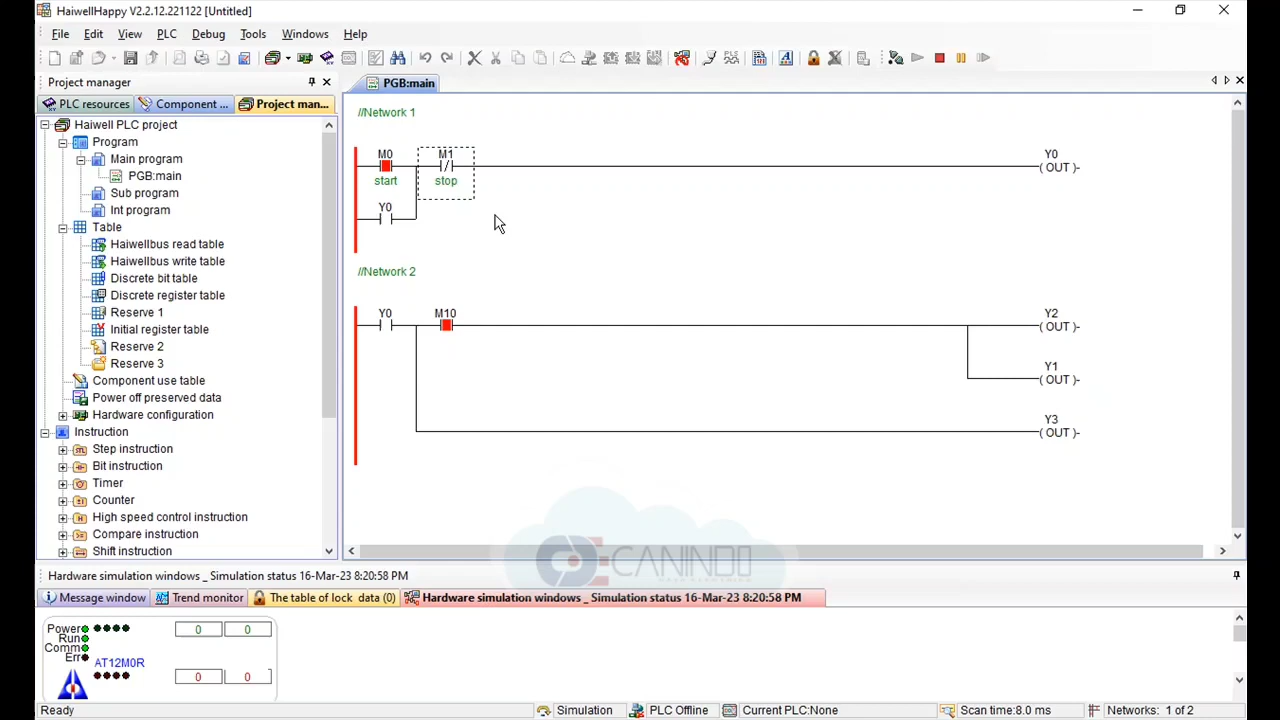 HaiwellHappy V2.2.12.221122 [Untitled]
File Edit View PLC Debug Tools Windows Help
Project manager
PGB:main
PLC resources Component ... Project man...
Haiwell PLC project
Program
Main program
PGB:main
Sub program
Int program
Table
Haiwellbus read table
Haiwellbus write table
Discrete bit table
Discrete register table
Reserve 1
Initial register table
Reserve 2
Reserve 3
Component use table
Power off preserved data
Hardware configuration
Instruction
Step instruction
Bit instruction
Timer
Counter
High speed control instruction
Compare instruction
Shift instruction
//Network 1
M0 M1 Y0
( OUT )-
start stop
Y0
//Network 2
Y0 M10 Y2
( OUT )-
Y1
( OUT )-
Y3
( OUT )-
CANINDO
Hardware simulation windows _ Simulation status 16-Mar-23 8:20:58 PM
Message window Trend monitor The table of lock data (0) Hardware simulation windows _ Simulation status 16-Mar-23 8:20:58 PM
Power 0 0
Run
Comm
Err
AT12M0R
0 0
Ready Simulation PLC Offline Current PLC:None Scan time:8.0 ms Networks: 1 of 2